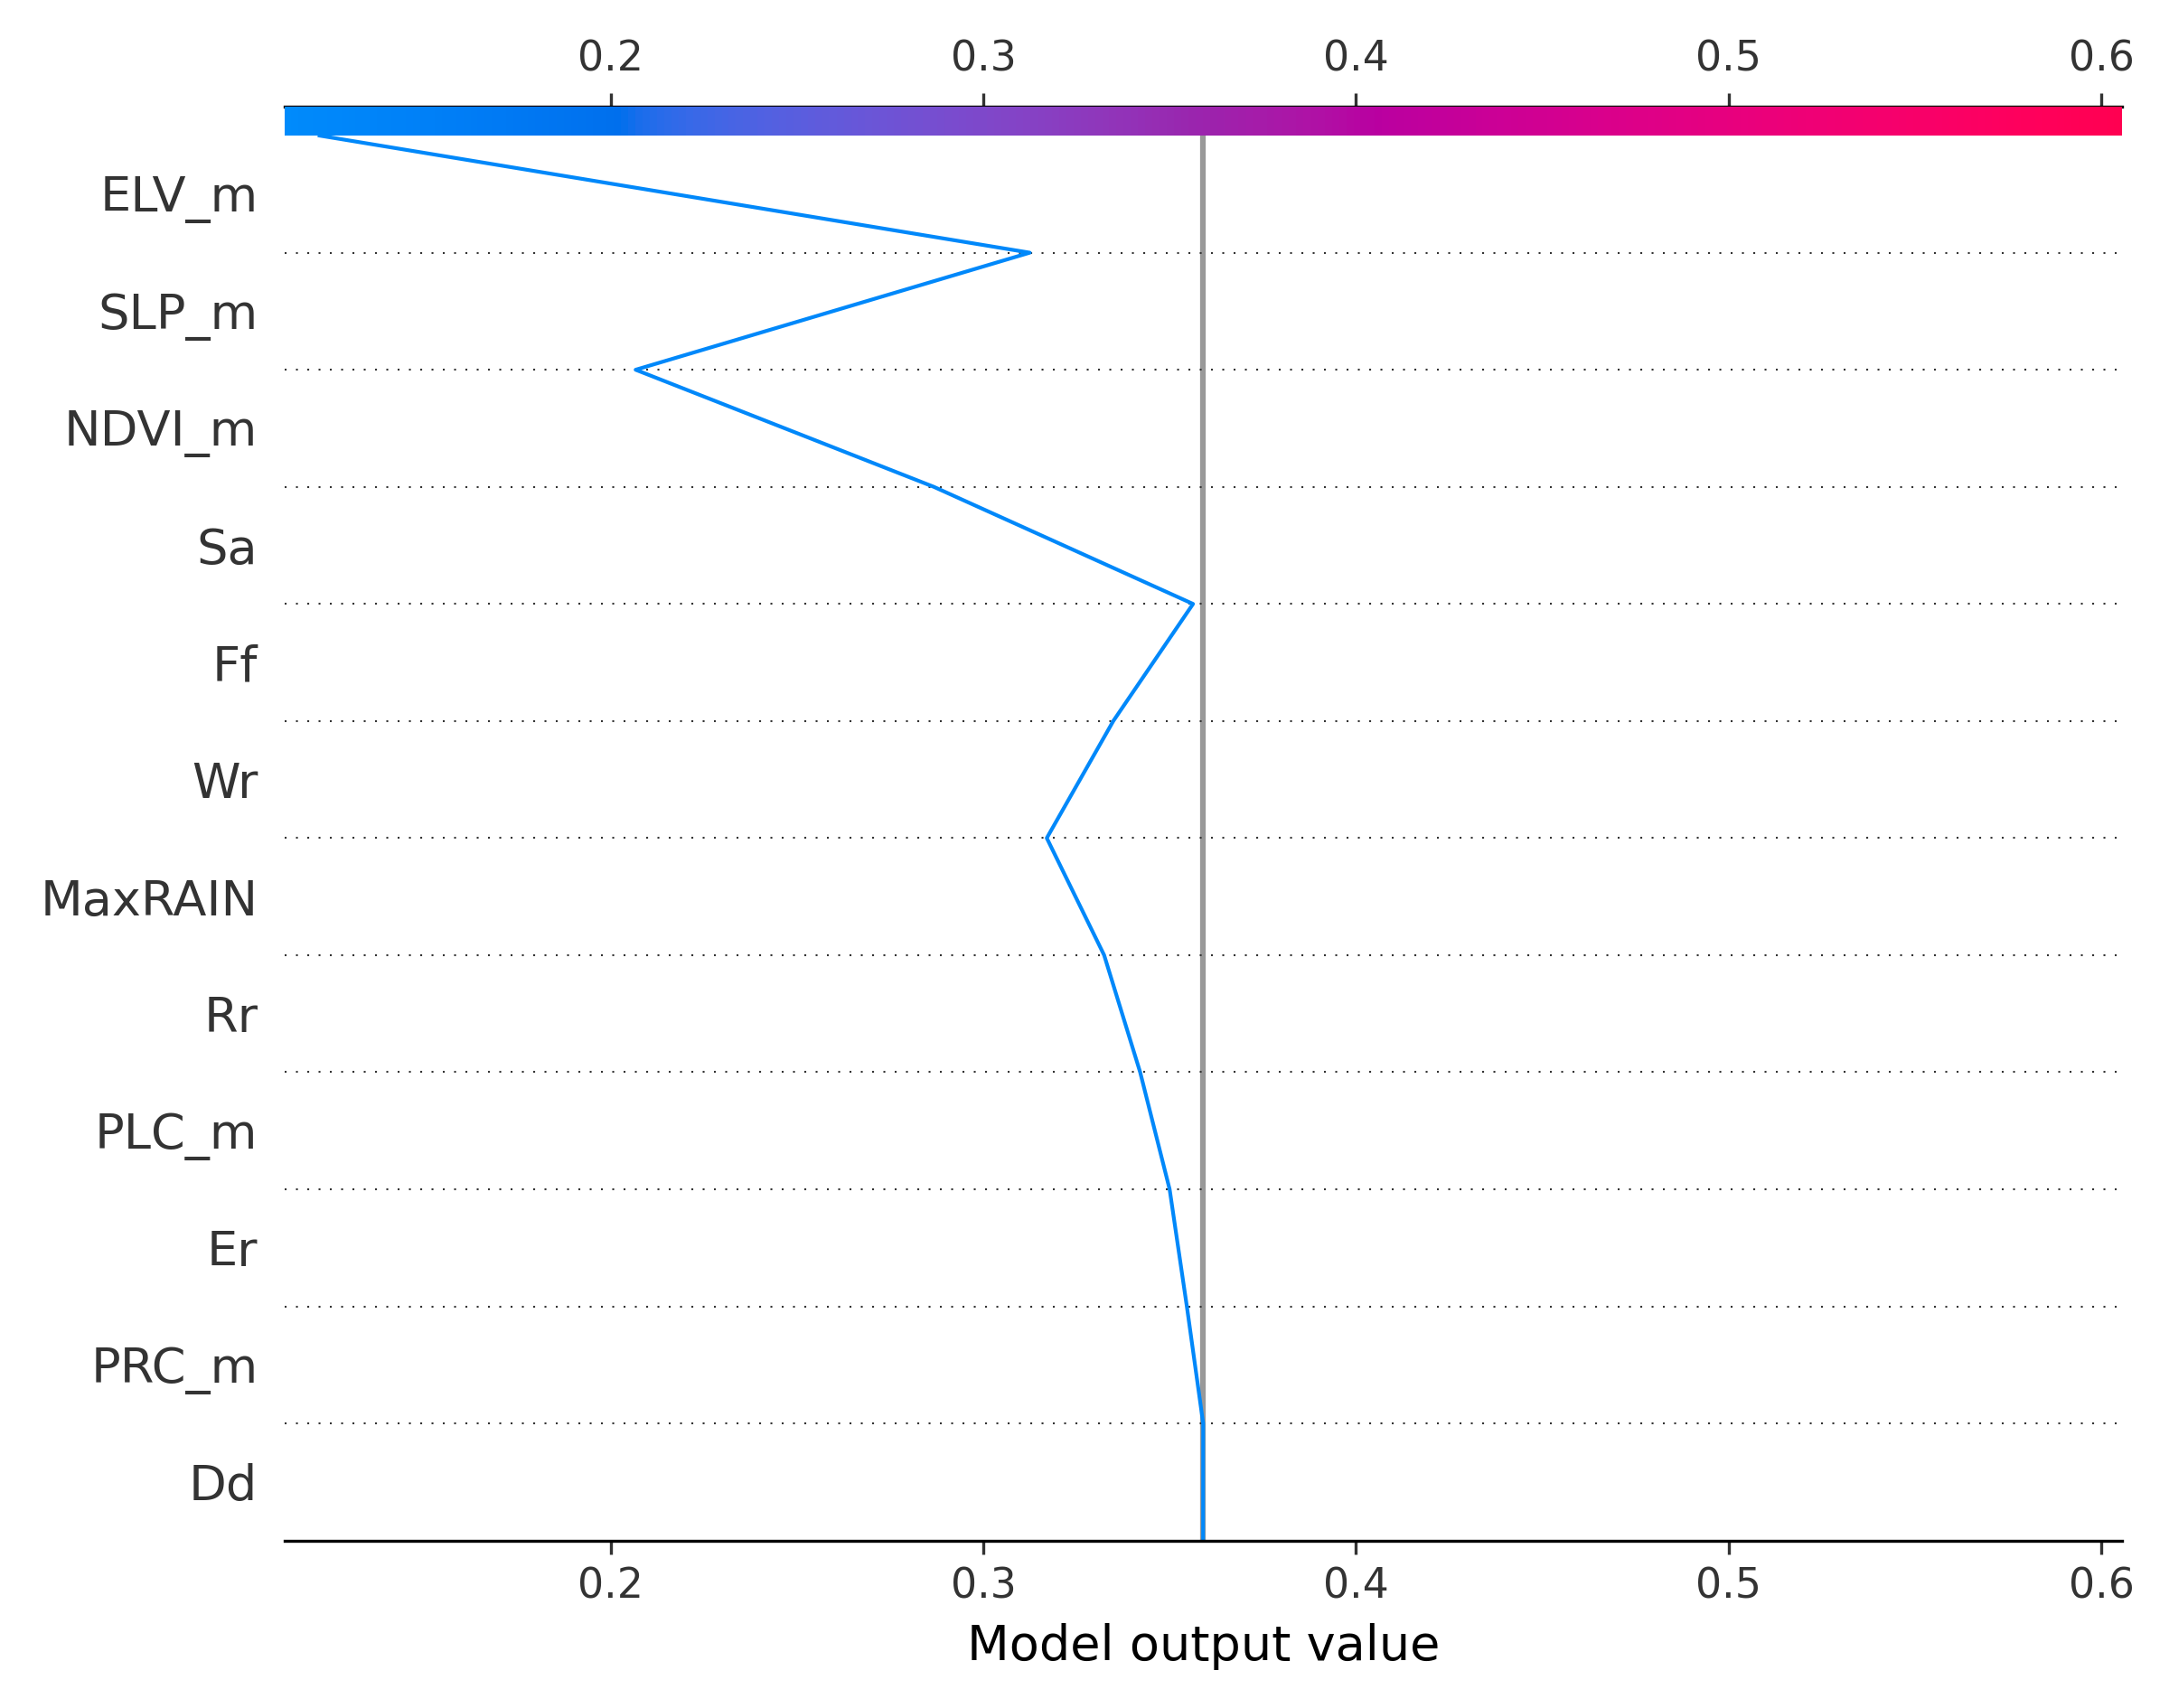 0.2 0.3 0.4 0.5 0.6
ELV_m
SLP_m
NDVI_m
Sa
Ff
Wr
MaxRAIN
Rr
PLC_m
Er
PRC_m
Dd
0.2 0.3 0.4 0.5 0.6
Model output value